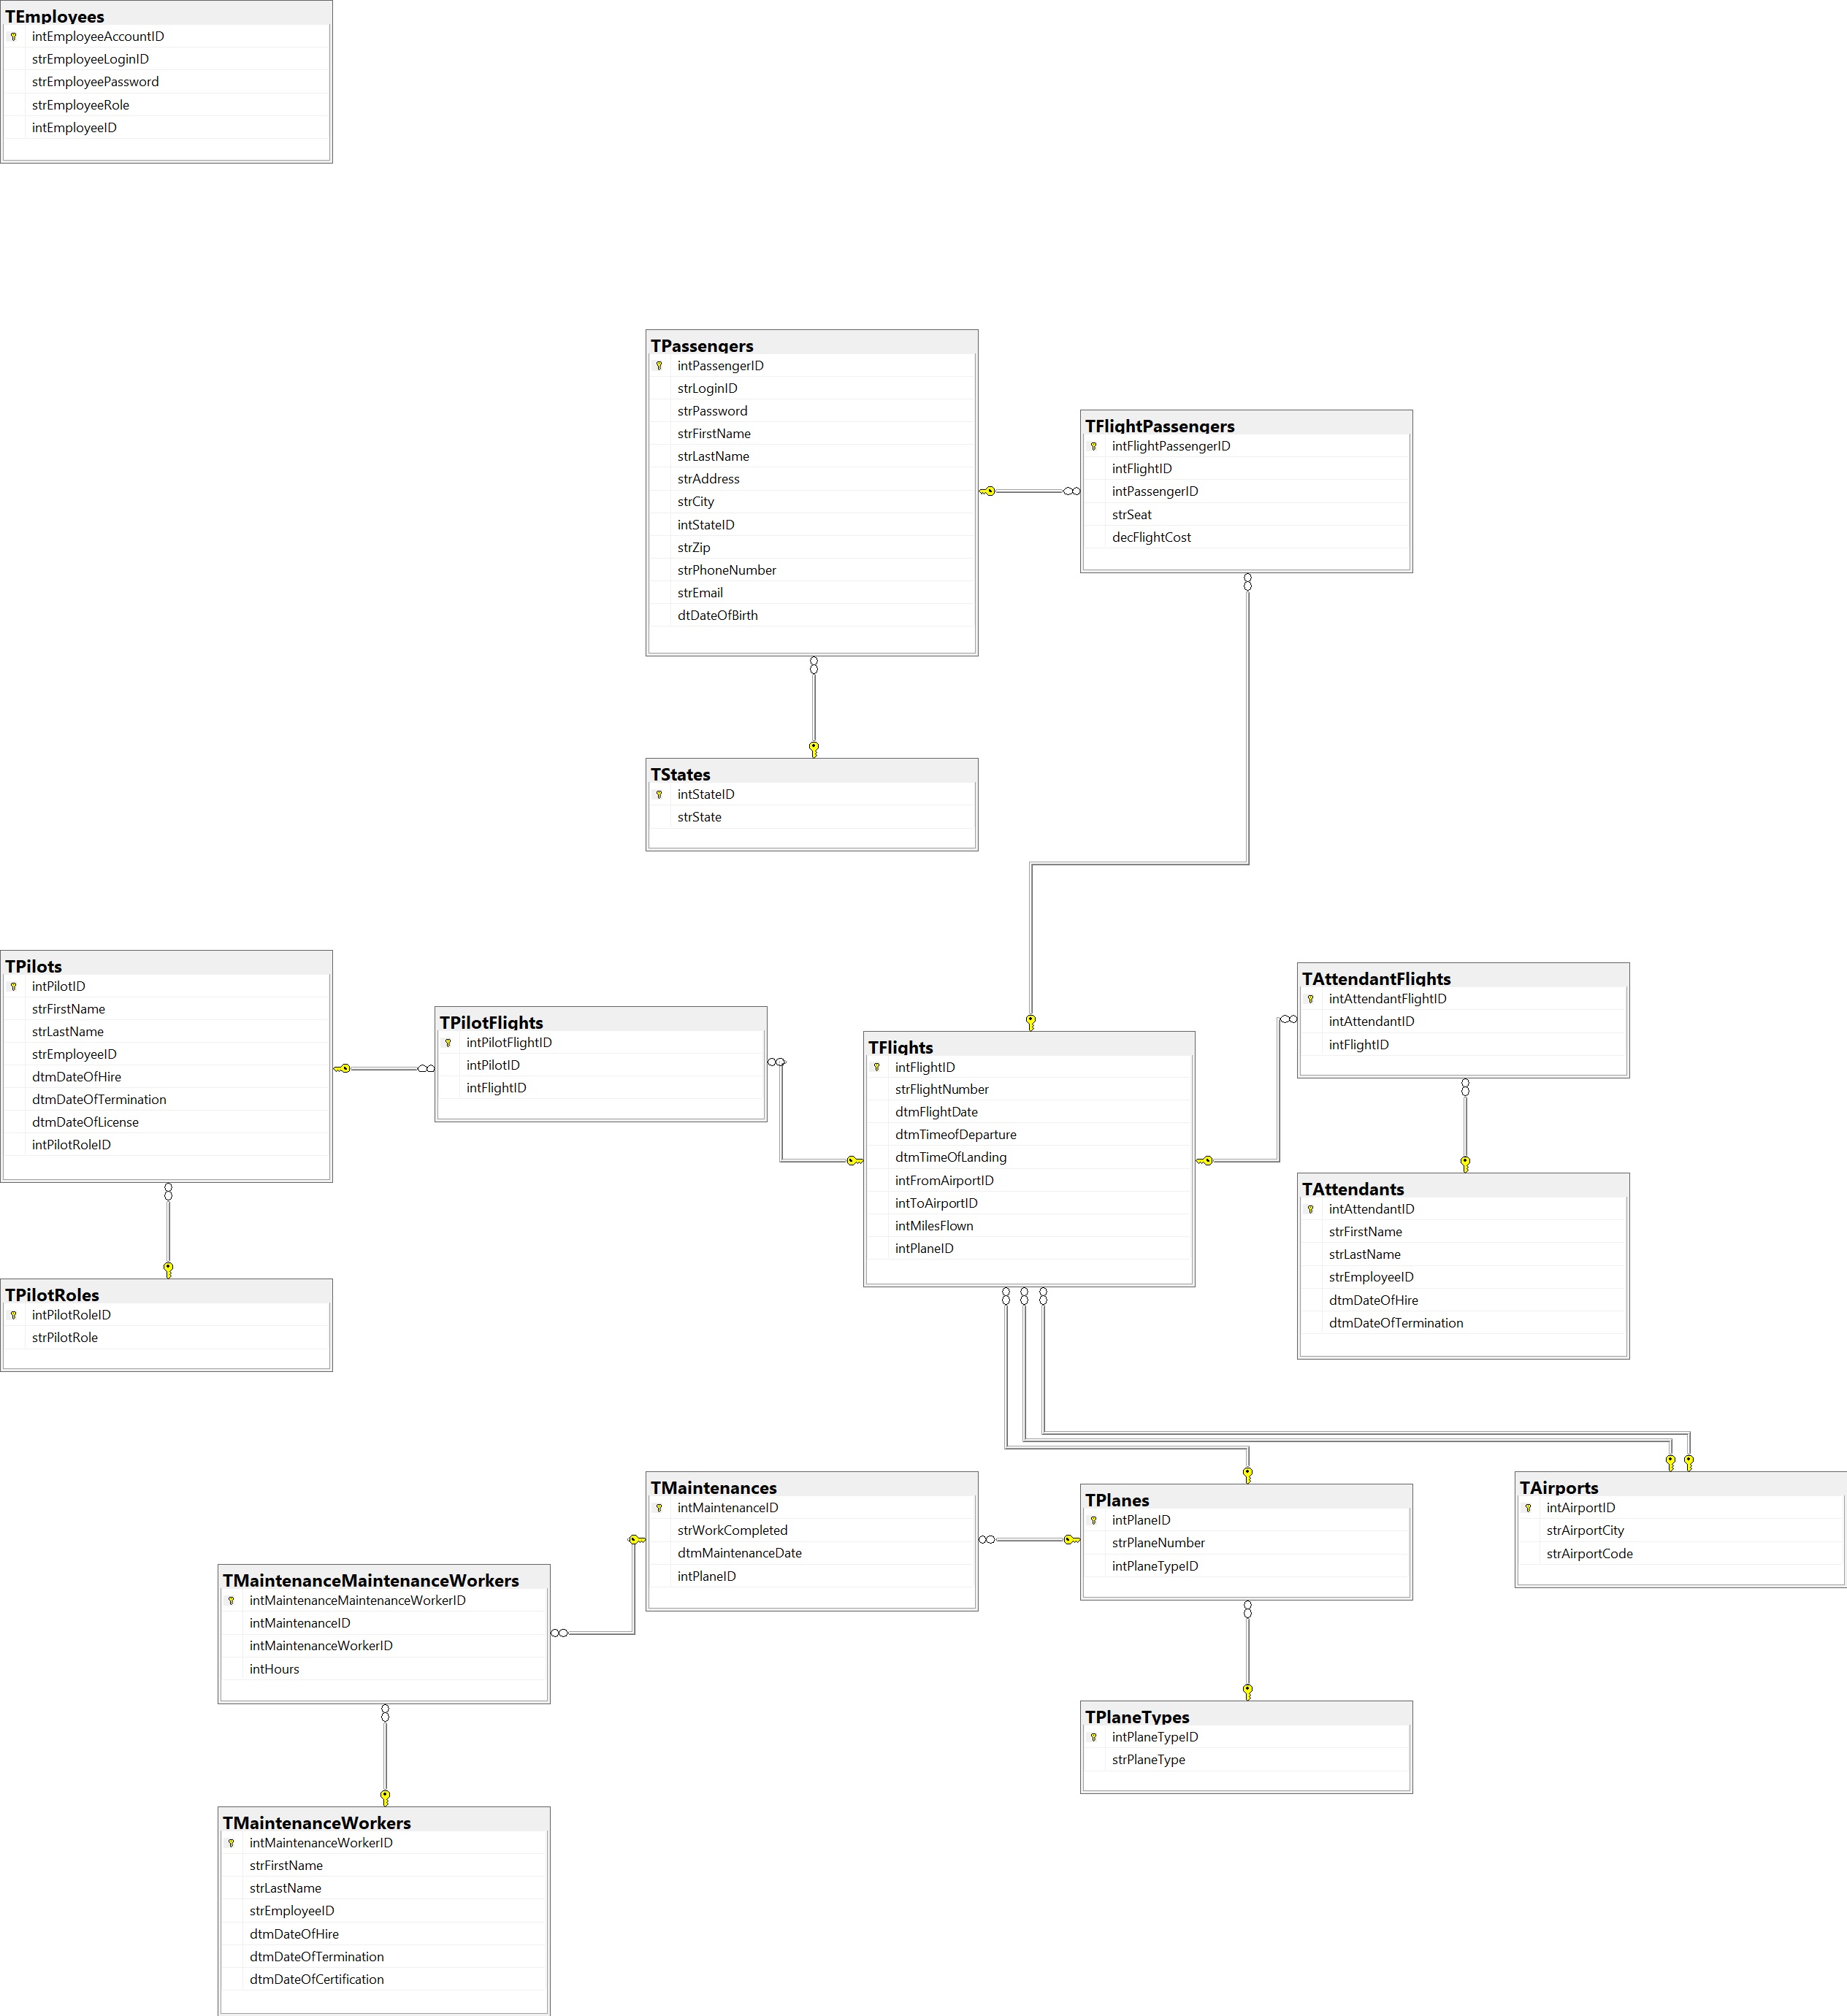 TEmployees
intEmployeeAccountID
strEmployeeLoginID
strEmployeePassword
strEmployeeRole
intEmployeeID
TPassengers
intPassengerID
strLoginID
strPassword
strFirstName
strLastName
strAddress
strCity
intStateID
strZip
strPhoneNumber
strEmail
dtDateOfBirth
TFlightPassengers
intFlightPassengerID
intFlightID
intPassengerID
strSeat
decFlightCost
TStates
intStateID
strState
TPilots
intPilotID
strFirstName
strLastName
strEmployeeID
dtmDateOfHire
dtmDateOfTermination
dtmDateOfLicense
intPilotRoleID
TPilotFlights
intPilotFlightID
intPilotID
intFlightID
TFlights
intFlightID
strFlightNumber
dtmFlightDate
dtmTimeofDeparture
dtmTimeOfLanding
intFromAirportID
intToAirportID
intMilesFlown
intPlaneID
TAttendantFlights
intAttendantFlightID
intAttendantID
intFlightID
TAttendants
intAttendantID
strFirstName
strLastName
strEmployeeID
dtmDateOfHire
dtmDateOfTermination
TPilotRoles
intPilotRoleID
strPilotRole
TMaintenances
intMaintenanceID
strWorkCompleted
dtmMaintenanceDate
intPlaneID
TPlanes
intPlaneID
strPlaneNumber
intPlaneTypeID
TAirports
intAirportID
strAirportCity
strAirportCode
TMaintenanceMaintenanceWorkers
intMaintenanceMaintenanceWorkerID
intMaintenanceID
intMaintenanceWorkerID
intHours
TPlaneTypes
intPlaneTypeID
strPlaneType
TMaintenanceWorkers
intMaintenanceWorkerID
strFirstName
strLastName
strEmployeeID
dtmDateOfHire
dtmDateOfTermination
dtmDateOfCertification